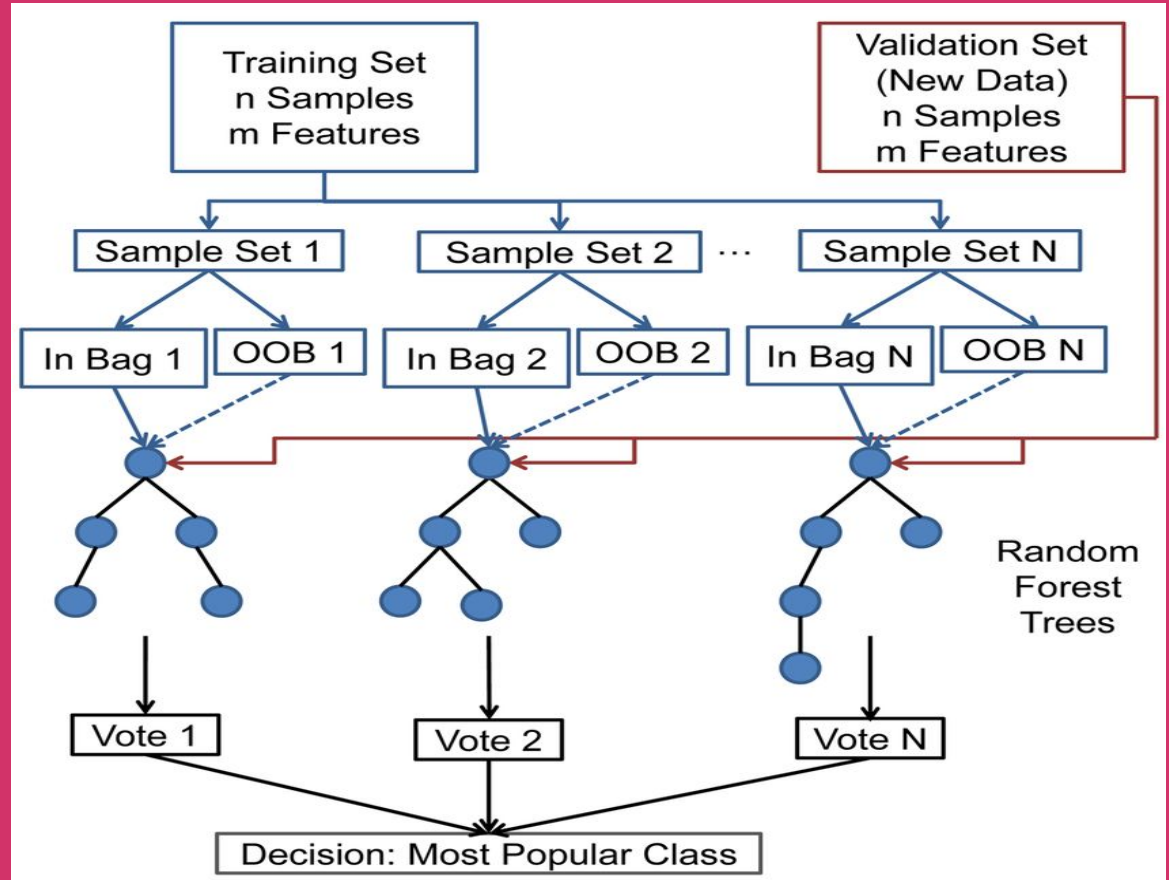 Training Set
n Samples
m Features
Validation Set
(New Data)
n Samples
m Features
Sample Set 1
Sample Set 2
...
Sample Set N
In Bag 1
OOB 1
In Bag 2
OOB 2
In Bag N
OOB N
Random
Forest
Trees
Vote 1
Vote 2
Vote N
Decision: Most Popular Class